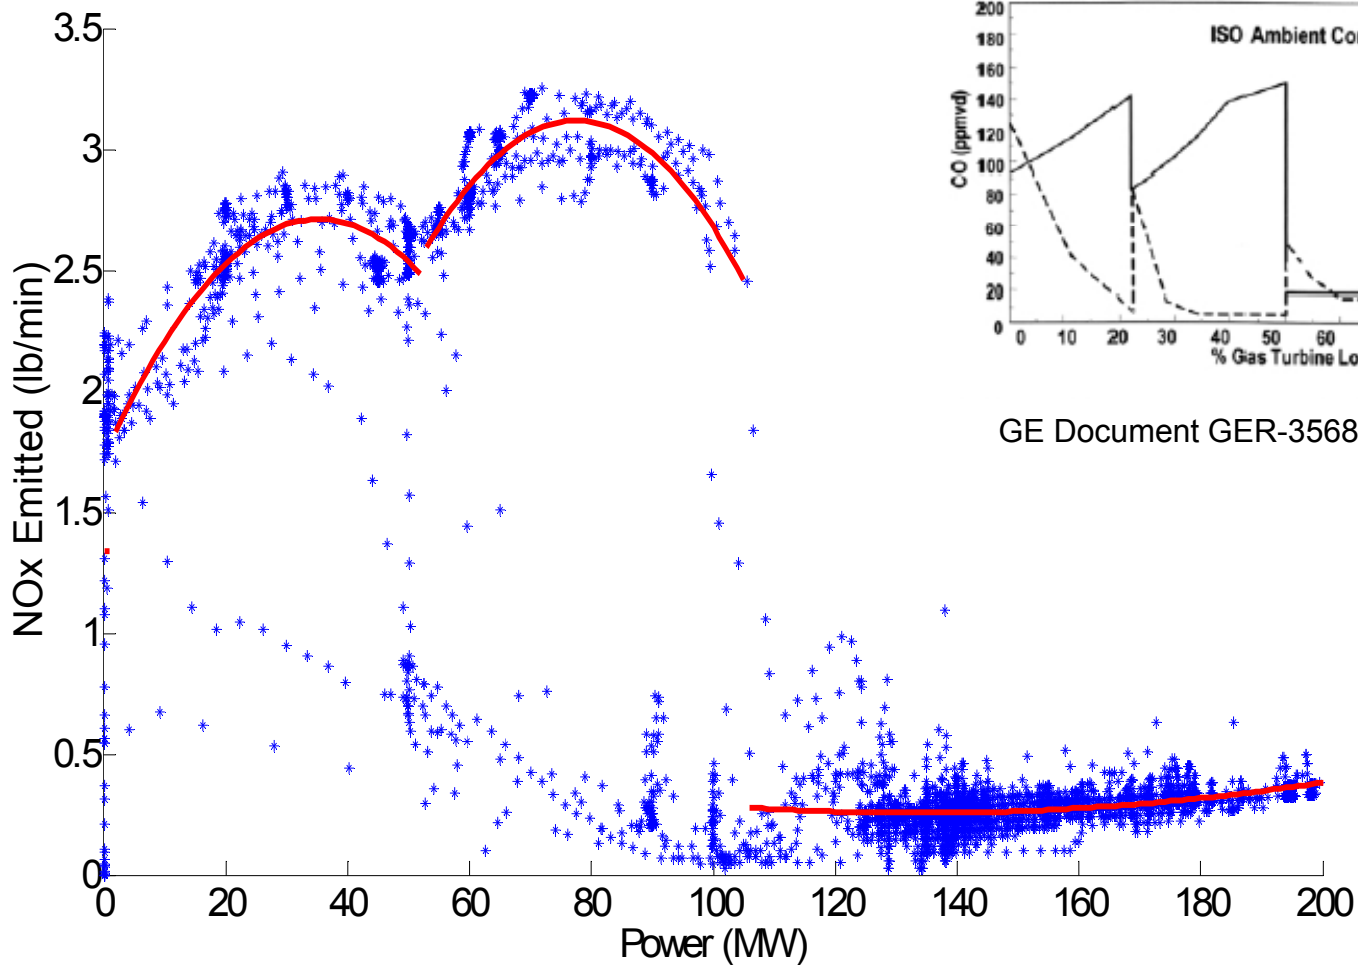 3.5
3
2.5
2
1.5
1
0.5
0
NOx Emitted (lb/min)
0 20 40 60 80 100 120 140 160 180 200
Power (MW)
200
180
160
140
120
100
80
60
40
20
0
CO (ppmvd)
ISO Ambient Con
0 10 20 30 40 50 60
% Gas Turbine Lo
GE Document GER-3568